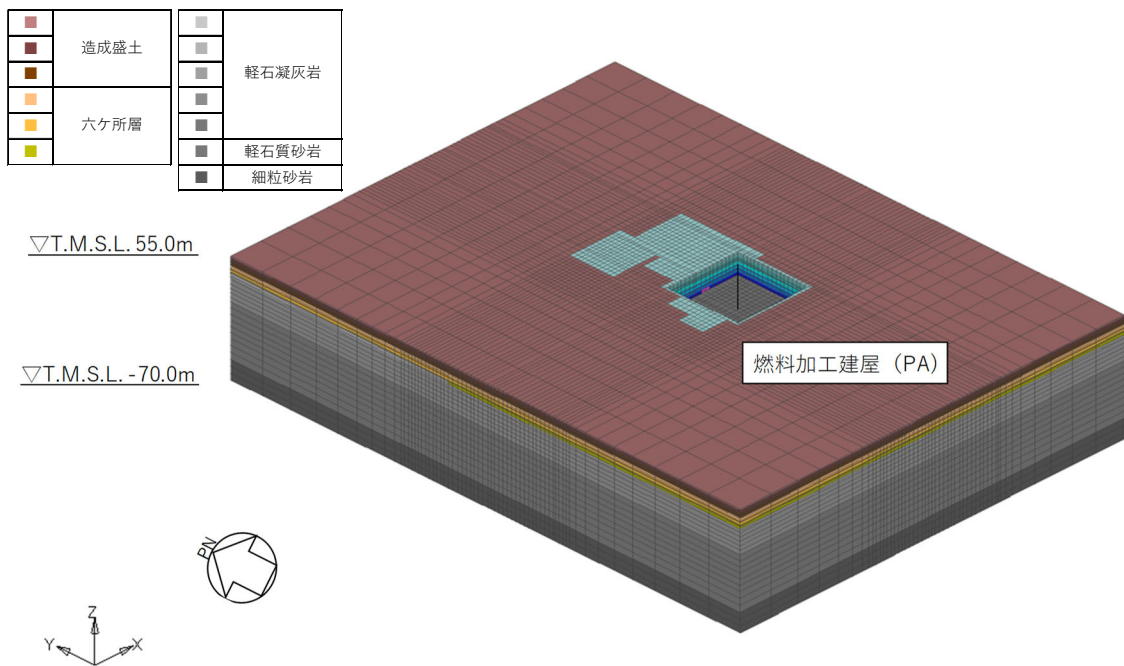 造成盛土
六ケ所層
軽石凝灰岩
軽石質砂岩
細粒砂岩
▽T.M.S.L. 55.0m
▽T.M.S.L. -70.0m
燃料加工建屋（PA）
PN
Z
Y
X